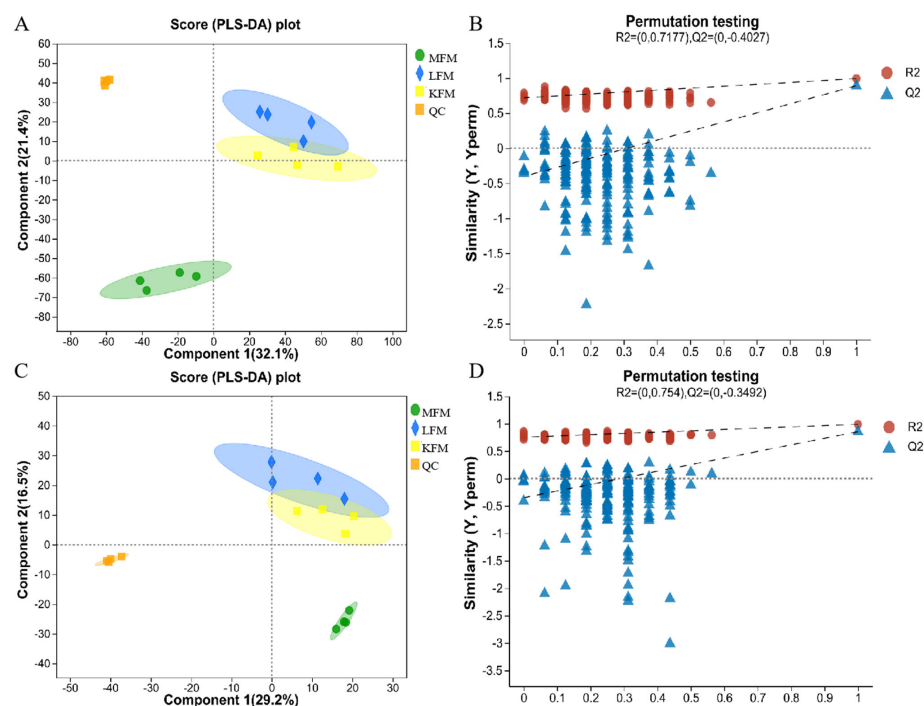 A
Score (PLS-DA) plot
60
50
40
30
20
10
0
-10
-20
-30
-40
-50
-60
-70
-80
Component 2(21.4%)
-80 -60 -40 -20 0 20 40 60 80 100
Component 1(32.1%)
MFM
LFM
KFM
QC
B
Permutation testing
R2=(0,0.7177),Q2=(0,-0.4027)
1.5
1
0.5
0
-0.5
-1
-1.5
-2
-2.5
Similarity (Y, Yperm)
0 0.1 0.2 0.3 0.4 0.5 0.6 0.7 0.8 0.9 1
R2
Q2
C
Score (PLS-DA) plot
50
40
30
20
10
0
-10
-20
-30
-40
Component 2(16.5%)
-50 -40 -30 -20 -10 0 10 20 30
Component 1(29.2%)
MFM
LFM
KFM
QC
D
Permutation testing
R2=(0,0.754),Q2=(0,-0.3492)
1.5
1
0.5
0
-0.5
-1
-1.5
-2
-2.5
-3
-3.5
Similarity (Y, Yperm)
0 0.1 0.2 0.3 0.4 0.5 0.6 0.7 0.8 0.9 1
R2
Q2